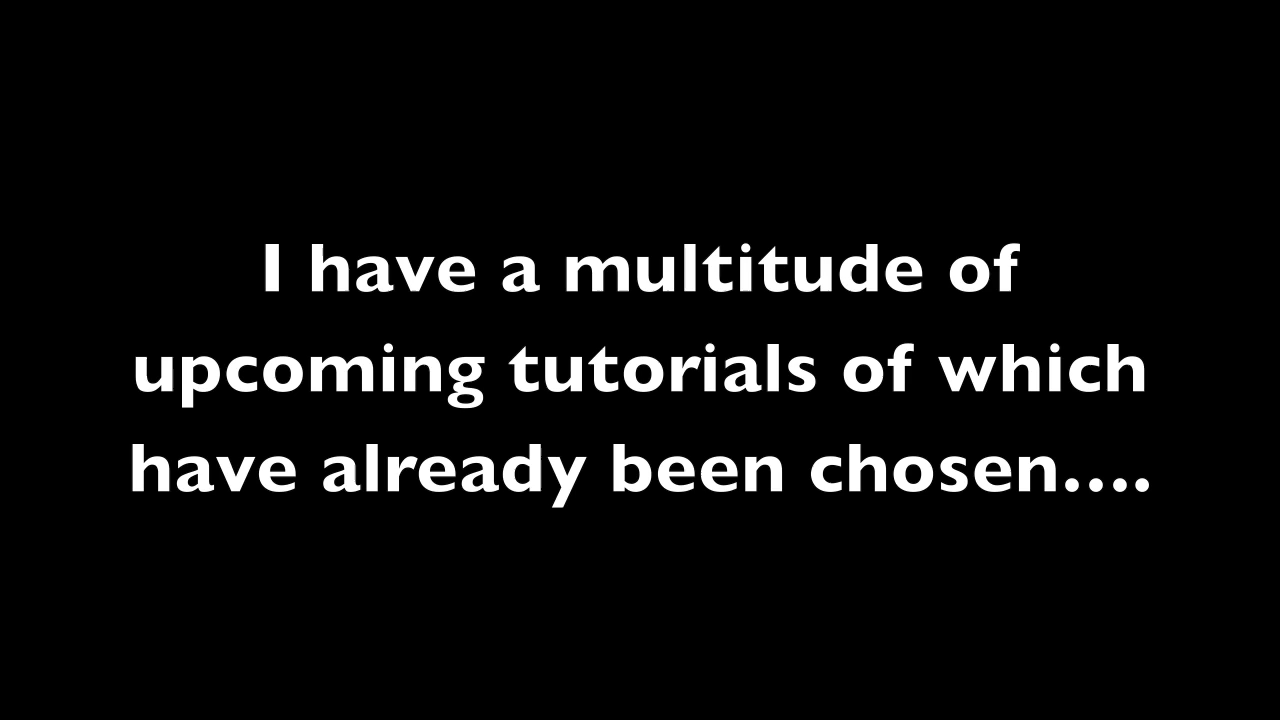 I have a multitude of
upcoming tutorials of which
have already been chosen....